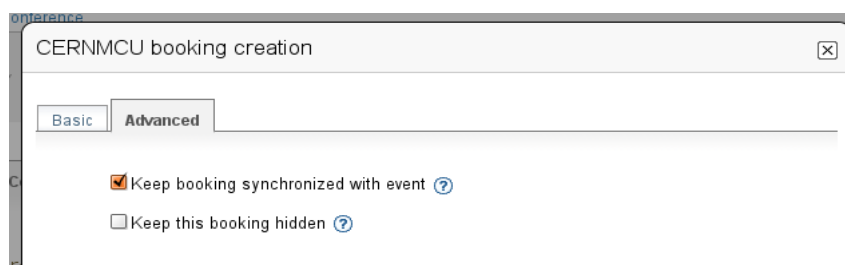 onference
CERNMCU booking creation
Basic Advanced
Keep booking synchronized with event ?
Keep this booking hidden ?